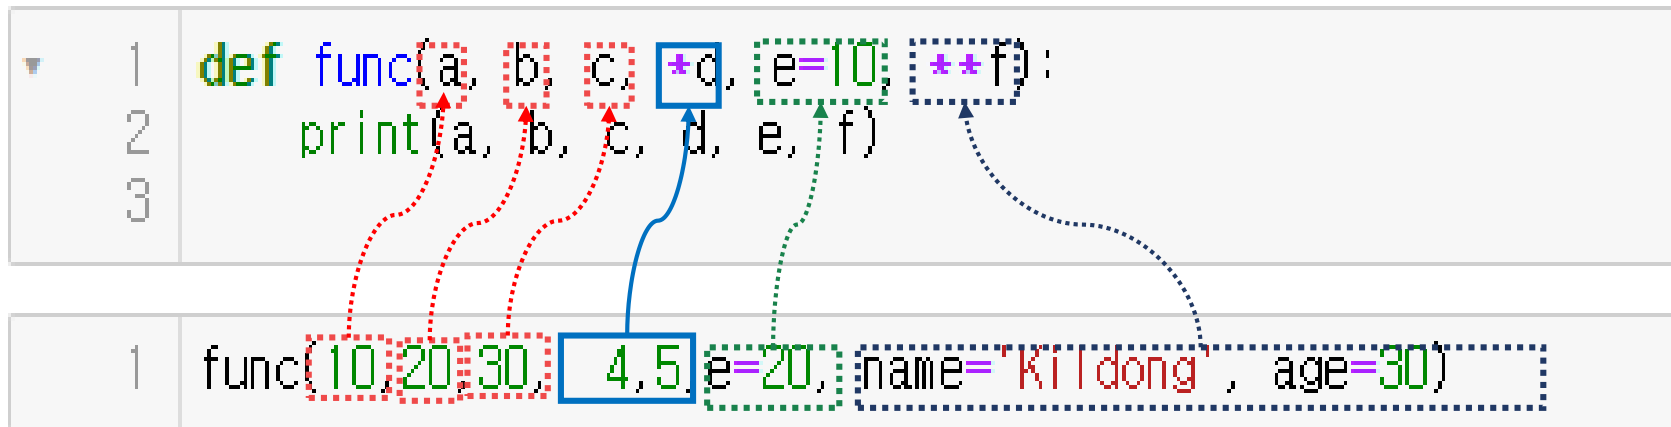 1 def func(a, b, c, *d, e=10, **f):
2 print(a, b, c, d, e, f)
3
1 func(10,20,30, 4,5,e=20, name='Kildong', age=30)